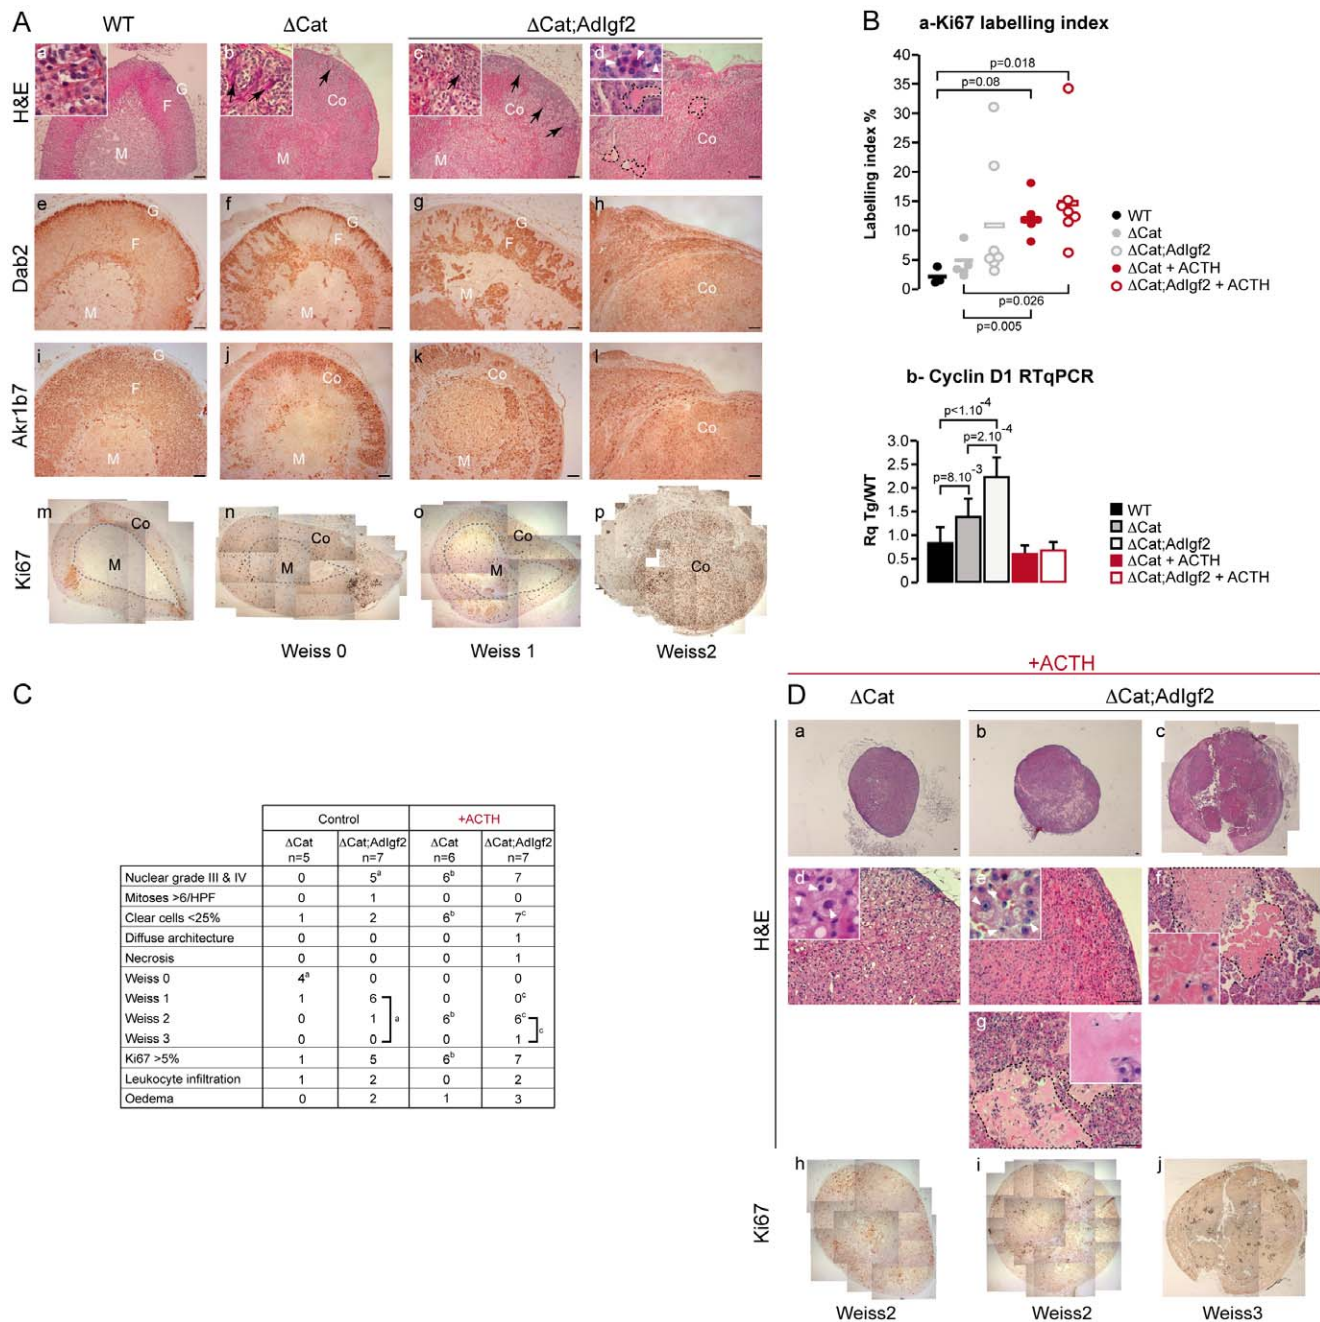 A
WT
ΔCat
ΔCat;AdIgf2
H&E
a
G
F
M
b
Co
M
c
Co
M
d
Co
Dab2
e
G
F
M
f
G
F
M
g
G
F
M
h
Co
Akr1b7
i
G
F
M
j
Co
M
k
Co
M
l
Co
Ki67
m
Co
M
n
Co
M
o
Co
M
p
Co
Weiss 0
Weiss 1
Weiss2
B
a-Ki67 labelling index
p=0.018
p=0.08
Labelling index %
40
35
30
25
20
15
10
5
0
p=0.026
p=0.005
WT
ΔCat
ΔCat;AdIgf2
ΔCat + ACTH
ΔCat;AdIgf2 + ACTH
b- Cyclin D1 RTqPCR
p<1.10-4
p=2.10-4
p=8.10-3
Rq Tg/WT
3.0
2.5
2.0
1.5
1.0
0.5
0
WT
ΔCat
ΔCat;AdIgf2
ΔCat + ACTH
ΔCat;AdIgf2 + ACTH
C
Control +ACTH
ΔCat ΔCat;AdIgf2 ΔCat ΔCat;AdIgf2
n=5 n=7 n=6 n=7
Nuclear grade III & IV 0 5a 6b 7
Mitoses >6/HPF 0 1 0 0
Clear cells <25% 1 2 6b 7c
Diffuse architecture 0 0 0 1
Necrosis 0 0 0 1
Weiss 0 4a 0 0 0
Weiss 1 1 6 0 0c
Weiss 2 0 1 a 6b 6c
Weiss 3 0 0 0 1 c
Ki67 >5% 1 5 6b 7
Leukocyte infiltration 1 2 0 2
Oedema 0 2 1 3
+ACTH
D
ΔCat
ΔCat;AdIgf2
H&E
a
b
c
d
e
f
g
Ki67
h
i
j
Weiss2
Weiss2
Weiss3